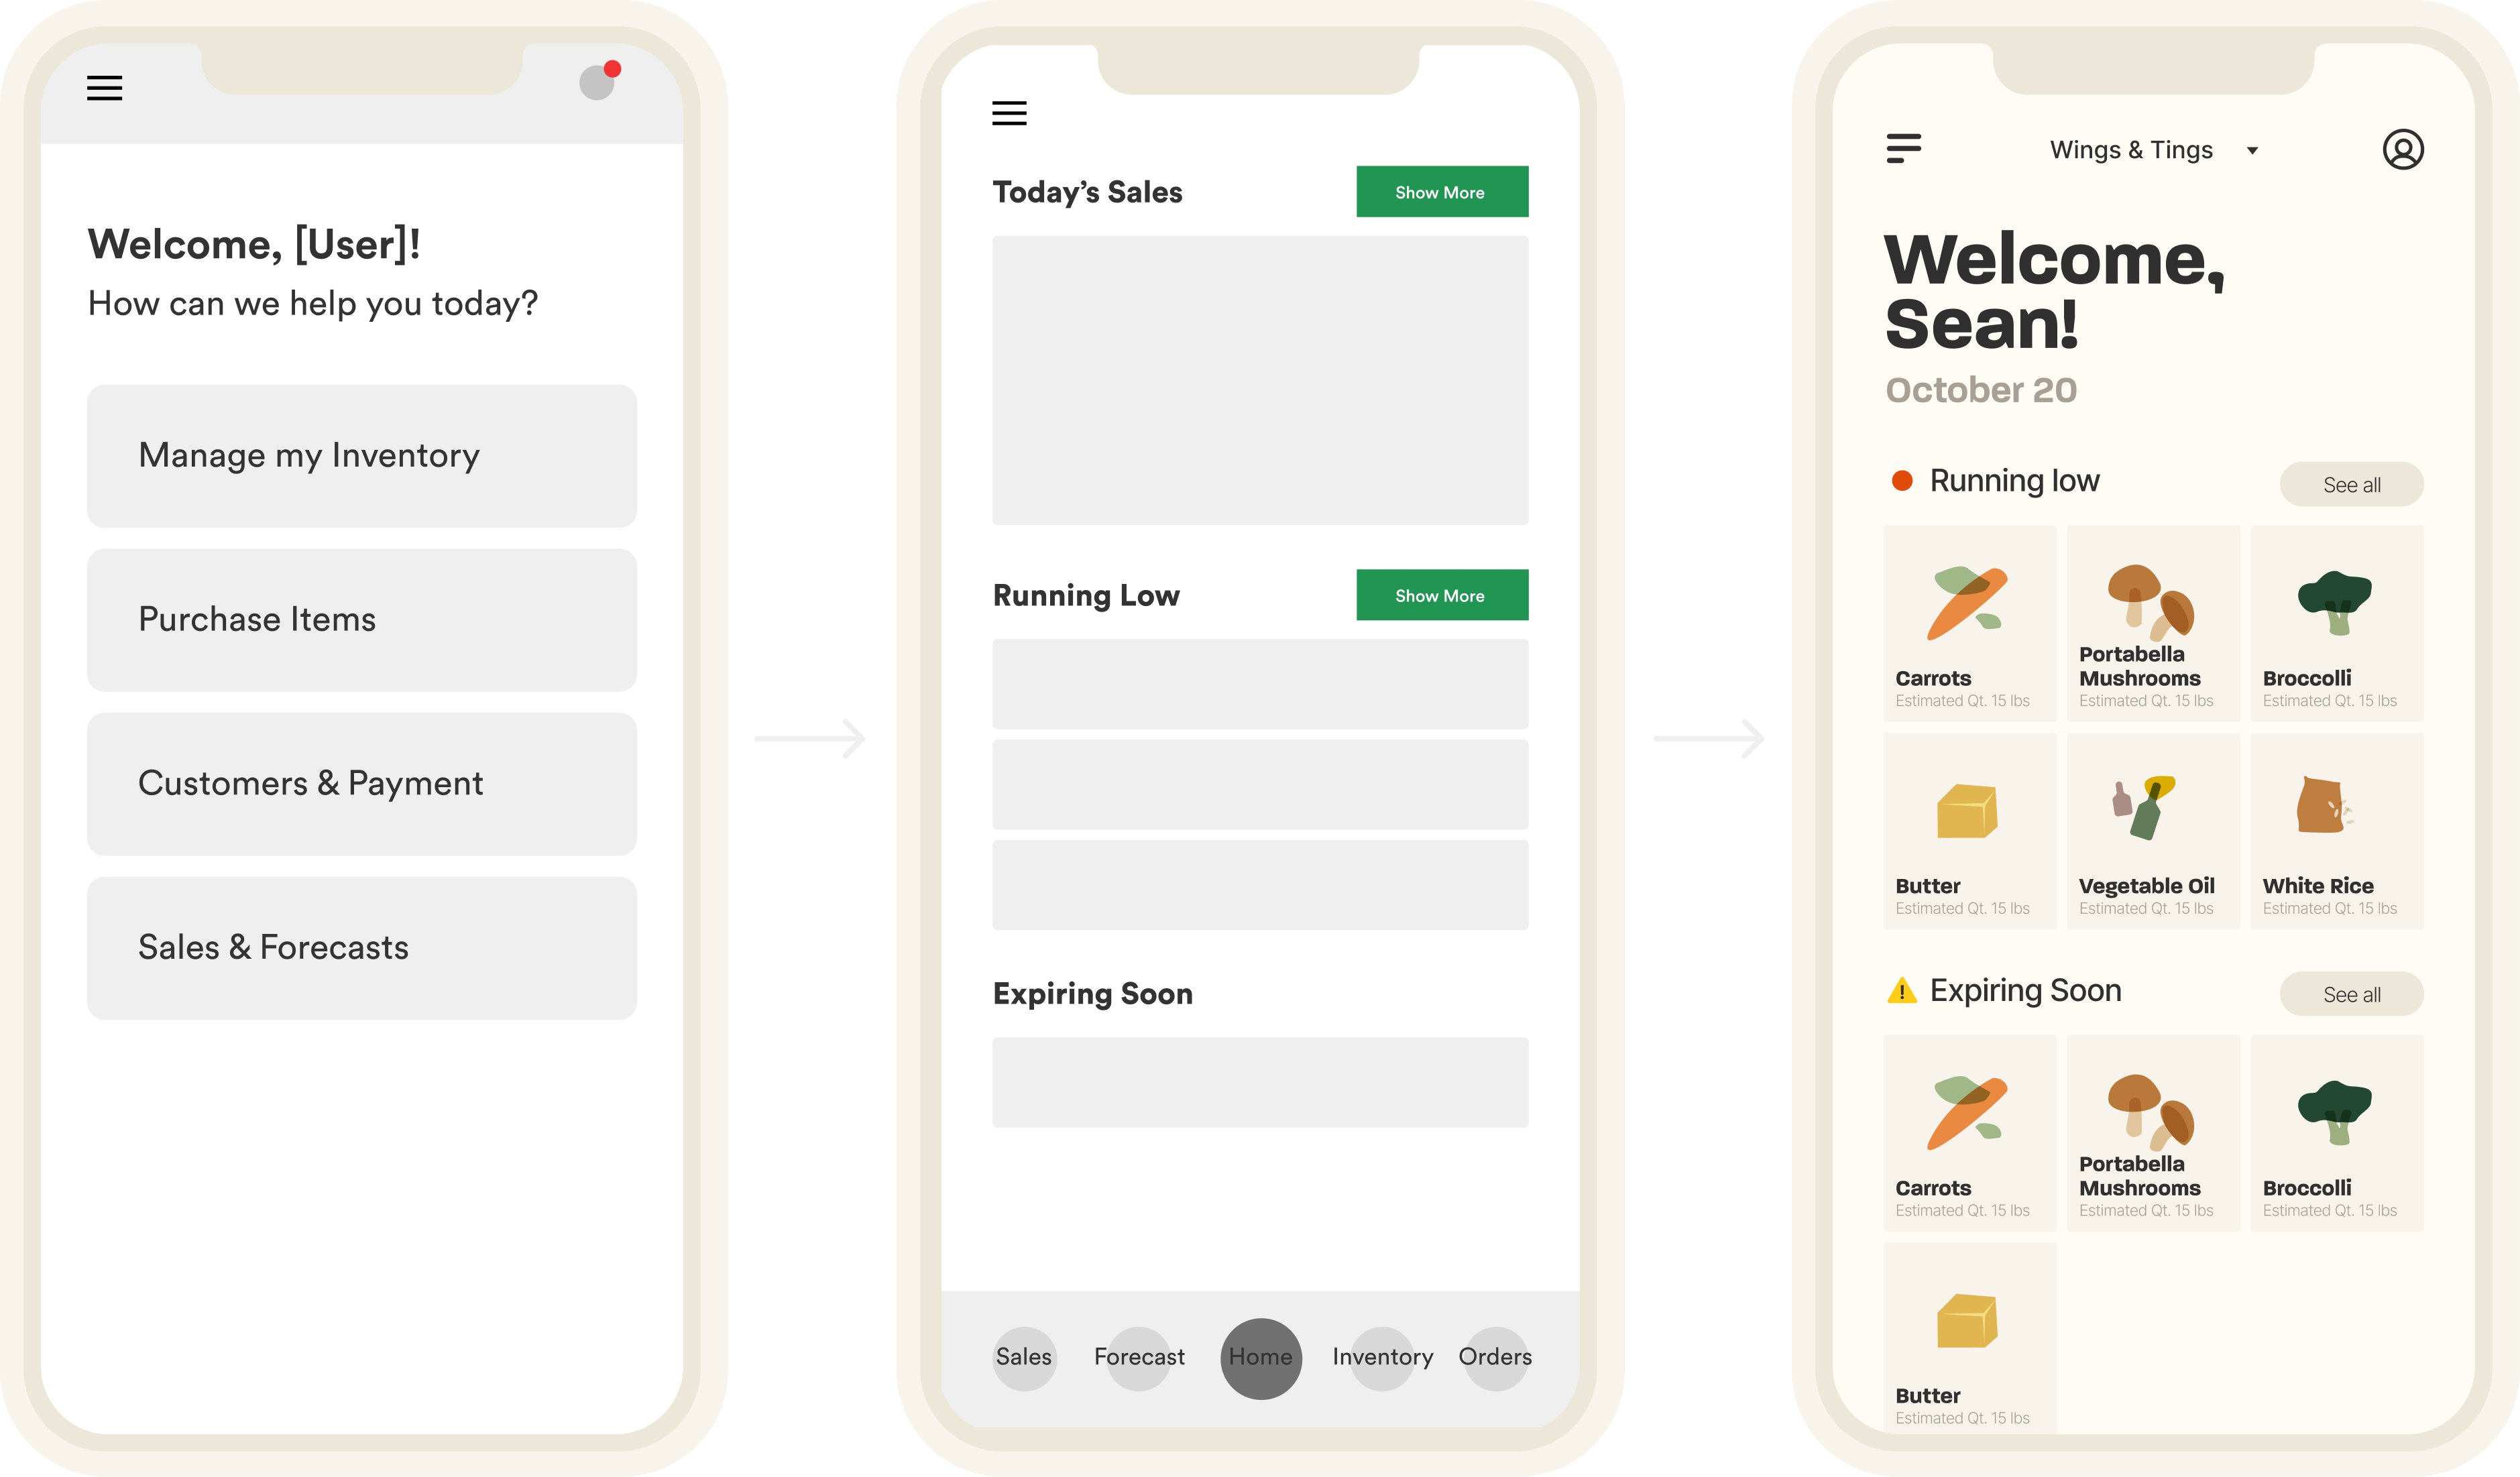 Welcome, [User]!
How can we help you today?
Manage my Inventory
Purchase Items
Customers & Payment
Sales & Forecasts
Today’s Sales
Show More
Running Low
Show More
Expiring Soon
Sales
Forecast
Home
Inventory
Orders
Wings & Tings
Welcome,
Sean!
October 20
Running low
See all
Carrots
Estimated Qt. 15 lbs
Portabella
Mushrooms
Estimated Qt. 15 lbs
Broccolli
Estimated Qt. 15 lbs
Butter
Estimated Qt. 15 lbs
Vegetable Oil
Estimated Qt. 15 lbs
White Rice
Estimated Qt. 15 lbs
Expiring Soon
See all
Carrots
Estimated Qt. 15 lbs
Portabella
Mushrooms
Estimated Qt. 15 lbs
Broccolli
Estimated Qt. 15 lbs
Butter
Estimated Qt. 15 lbs